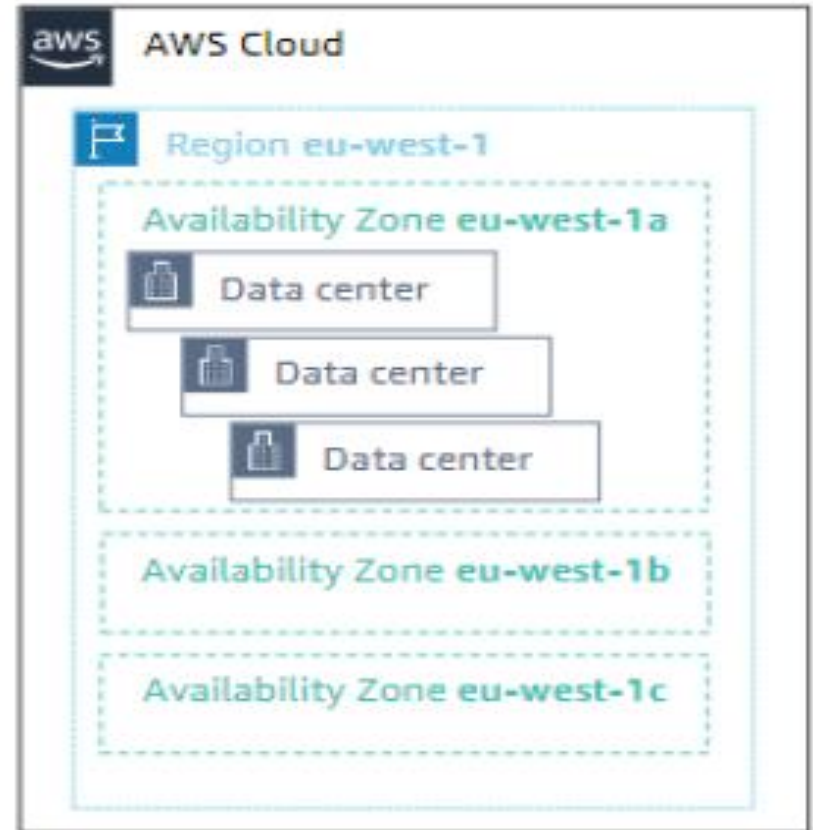 aws
AWS Cloud
Region eu-west-1
Availability Zone eu-west-1a
Data center
Data center
Data center
Availability Zone eu-west-1b
Availability Zone eu-west-1c